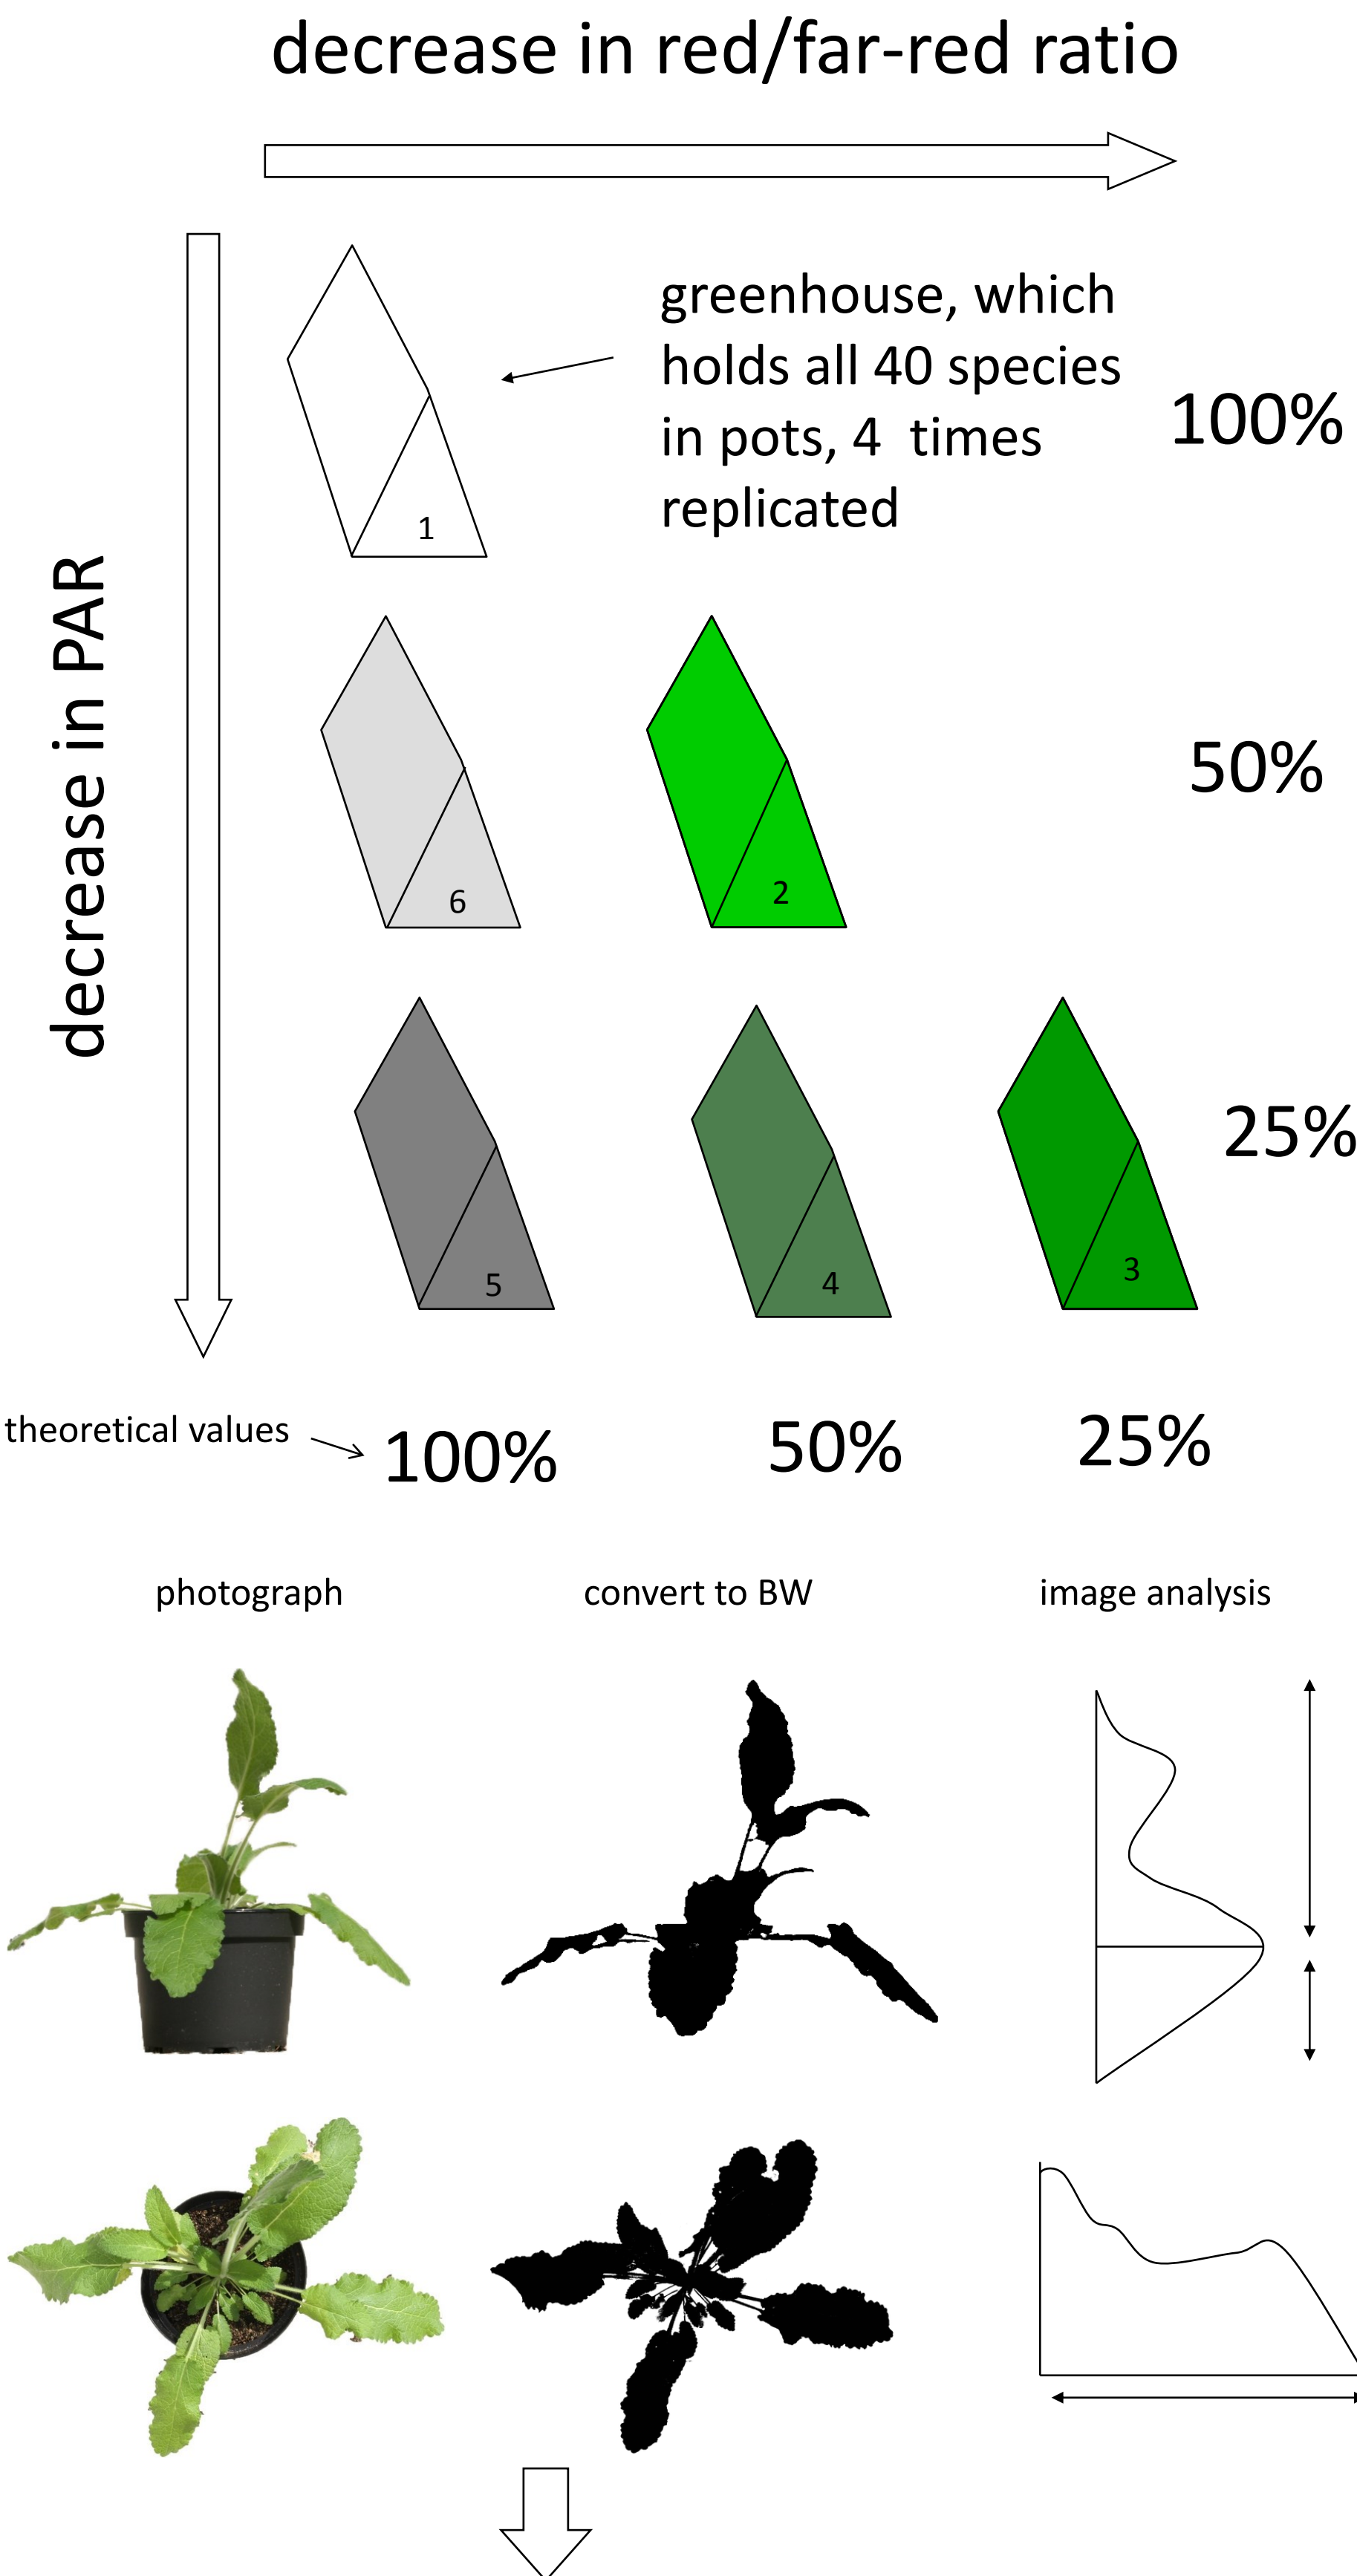 decrease in red/far-red ratio
decrease in PAR
greenhouse, which
holds all 40 species
in pots, 4 times
replicated
100%
1
50%
6
2
25%
5
4
3
theoretical values
100%
50%
25%
photograph
convert to BW
image analysis